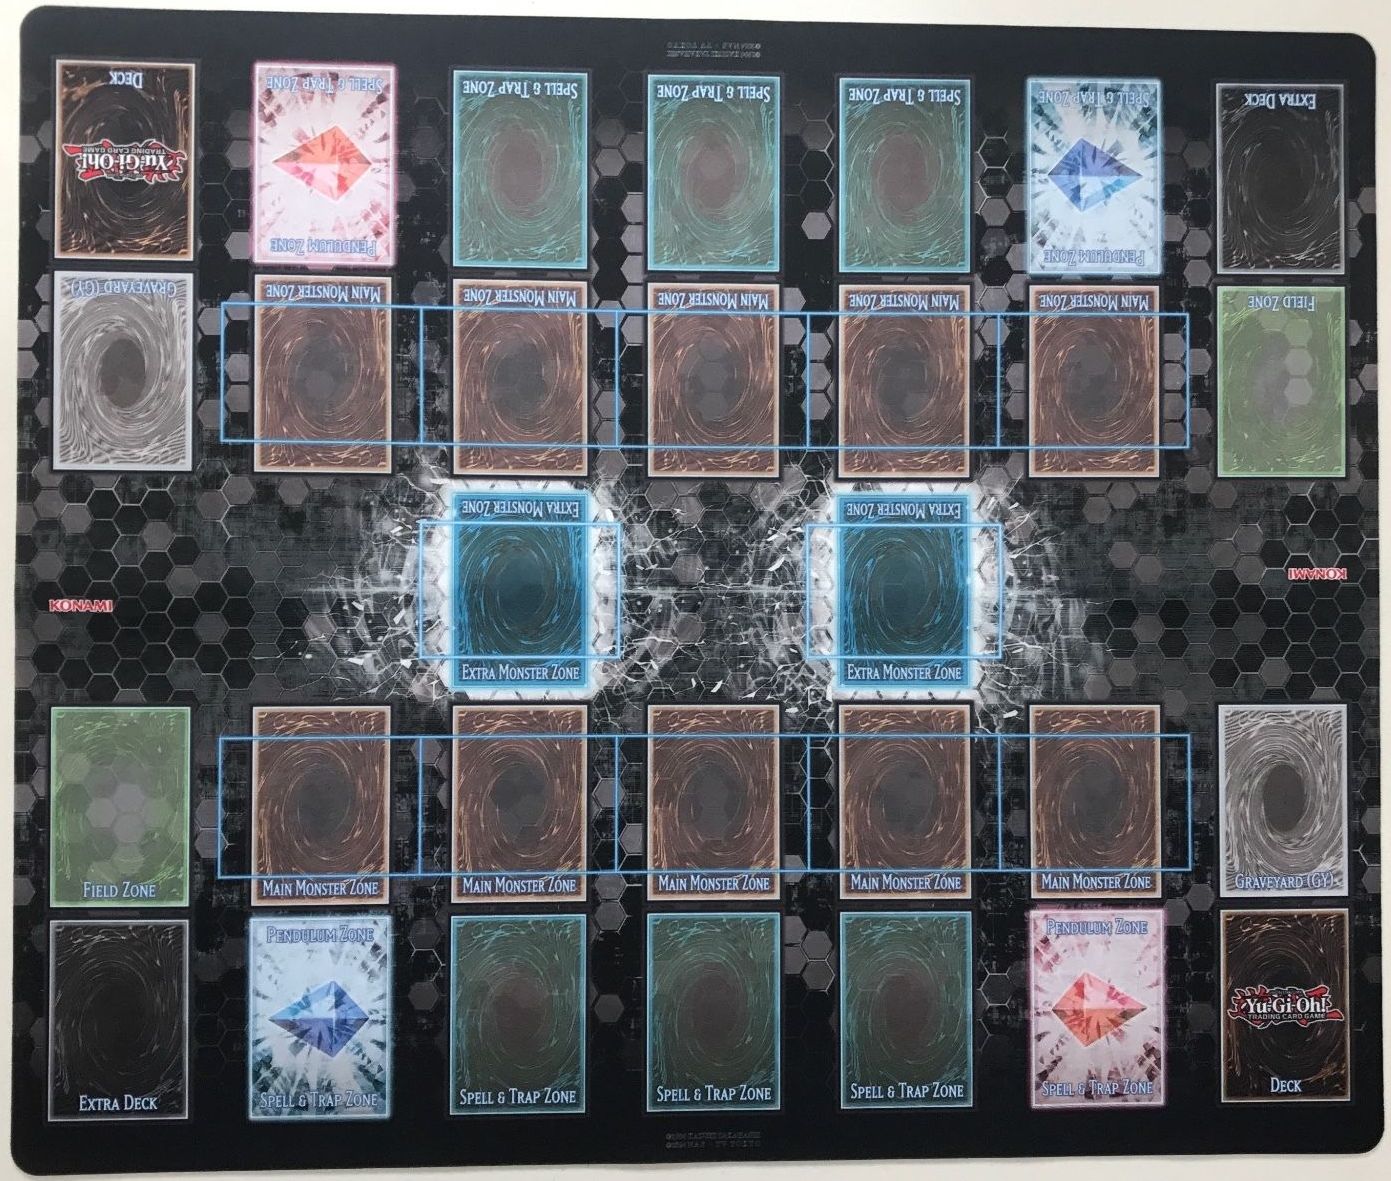 DECK
SPELL & TRAP ZONE
SPELL & TRAP ZONE
SPELL & TRAP ZONE
SPELL & TRAP ZONE
SPELL & TRAP ZONE
EXTRA DECK
Yu-Gi-Oh!
TRADING CARD GAME
PENDULUM ZONE
PENDULUM ZONE
GRAVEYARD (GY)
MAIN MONSTER ZONE
MAIN MONSTER ZONE
MAIN MONSTER ZONE
MAIN MONSTER ZONE
MAIN MONSTER ZONE
FIELD ZONE
EXTRA MONSTER ZONE
EXTRA MONSTER ZONE
KONAMI
KONAMI
EXTRA MONSTER ZONE
EXTRA MONSTER ZONE
FIELD ZONE
MAIN MONSTER ZONE
MAIN MONSTER ZONE
MAIN MONSTER ZONE
MAIN MONSTER ZONE
MAIN MONSTER ZONE
GRAVEYARD (GY)
PENDULUM ZONE
PENDULUM ZONE
Yu-Gi-Oh!
TRADING CARD GAME
EXTRA DECK
SPELL & TRAP ZONE
SPELL & TRAP ZONE
SPELL & TRAP ZONE
SPELL & TRAP ZONE
SPELL & TRAP ZONE
DECK